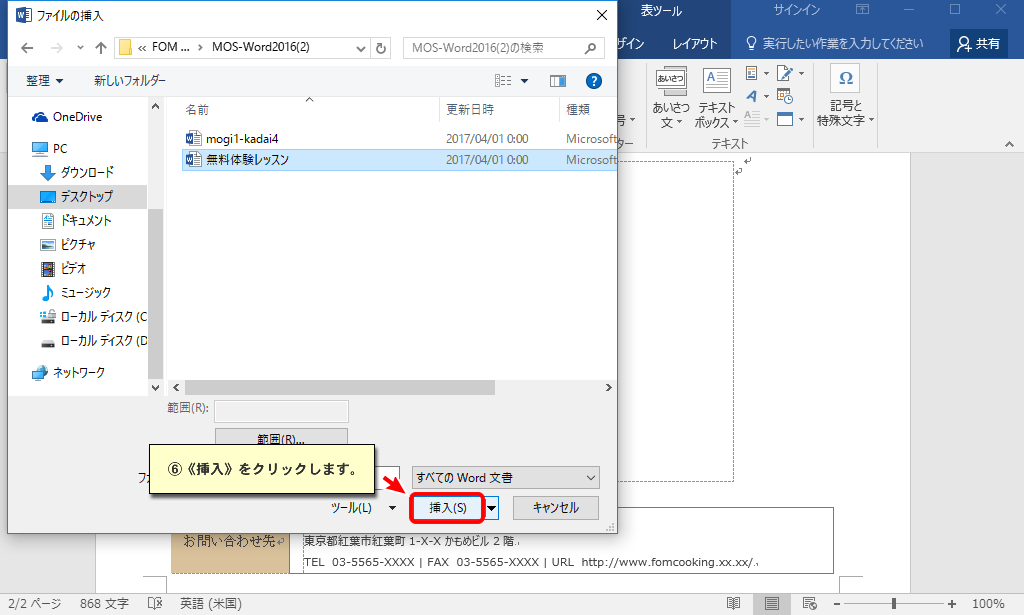 ファイルの挿入
表ツール
サインイン
« FOM ... › MOS-Word2016(2)
MOS-Word2016(2)の検索
ザイン
レイアウト
実行したい作業を入力してください
共有
整理
新しいフォルダー
OneDrive
PC
ダウンロード
デスクトップ
ドキュメント
ピクチャ
ビデオ
ミュージック
ローカル ディスク (C
ローカル ディスク (D
ネットワーク
名前
更新日時
種類
mogi1-kadai4
2017/04/01 0:00
Microsoft
無料体験レッスン
2017/04/01 0:00
Microsoft
あいさつ
あいさつ
文
テキスト
ボックス
記号と
特殊文字
テキスト
範囲(R):
範囲(R)...
⑥《挿入》をクリックします。
すべての Word 文書
ツール(L)
挿入(S)
キャンセル
お問い合わせ先
東京都紅葉市紅葉町 1-X-X かもめビル 2 階
TEL 03-5565-XXXX | FAX 03-5565-XXXX | URL http://www.fomcooking.xx.xx/
2/2 ページ
868 文字
英語 (米国)
100%